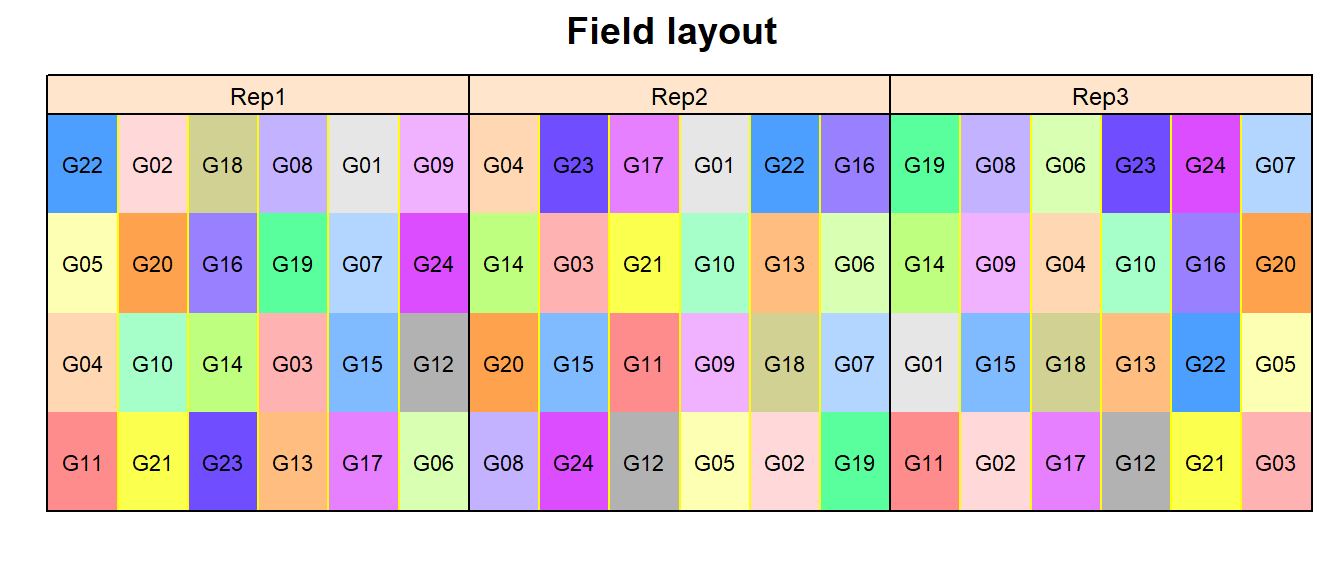 Field layout
Rep1 Rep2 Rep3
G22 G02 G18 G08 G01 G09 G04 G23 G17 G01 G22 G16 G19 G08 G06 G23 G24 G07
G05 G20 G16 G19 G07 G24 G14 G03 G21 G10 G13 G06 G14 G09 G04 G10 G16 G20
G04 G10 G14 G03 G15 G12 G20 G15 G11 G09 G18 G07 G01 G15 G18 G13 G22 G05
G11 G21 G23 G13 G17 G06 G08 G24 G12 G05 G02 G19 G11 G02 G17 G12 G21 G03